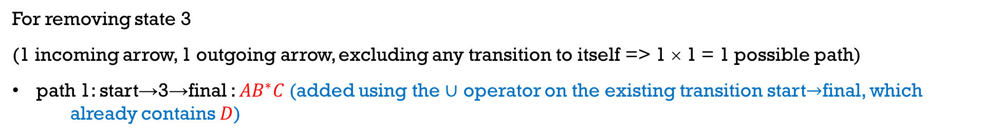 For removing state 3
(1 incoming arrow, 1 outgoing arrow, excluding any transition to itself => 1 × 1 = 1 possible path)
• path 1: start→3→final : AB*C (added using the ∪ operator on the existing transition start→final, which
already contains D)